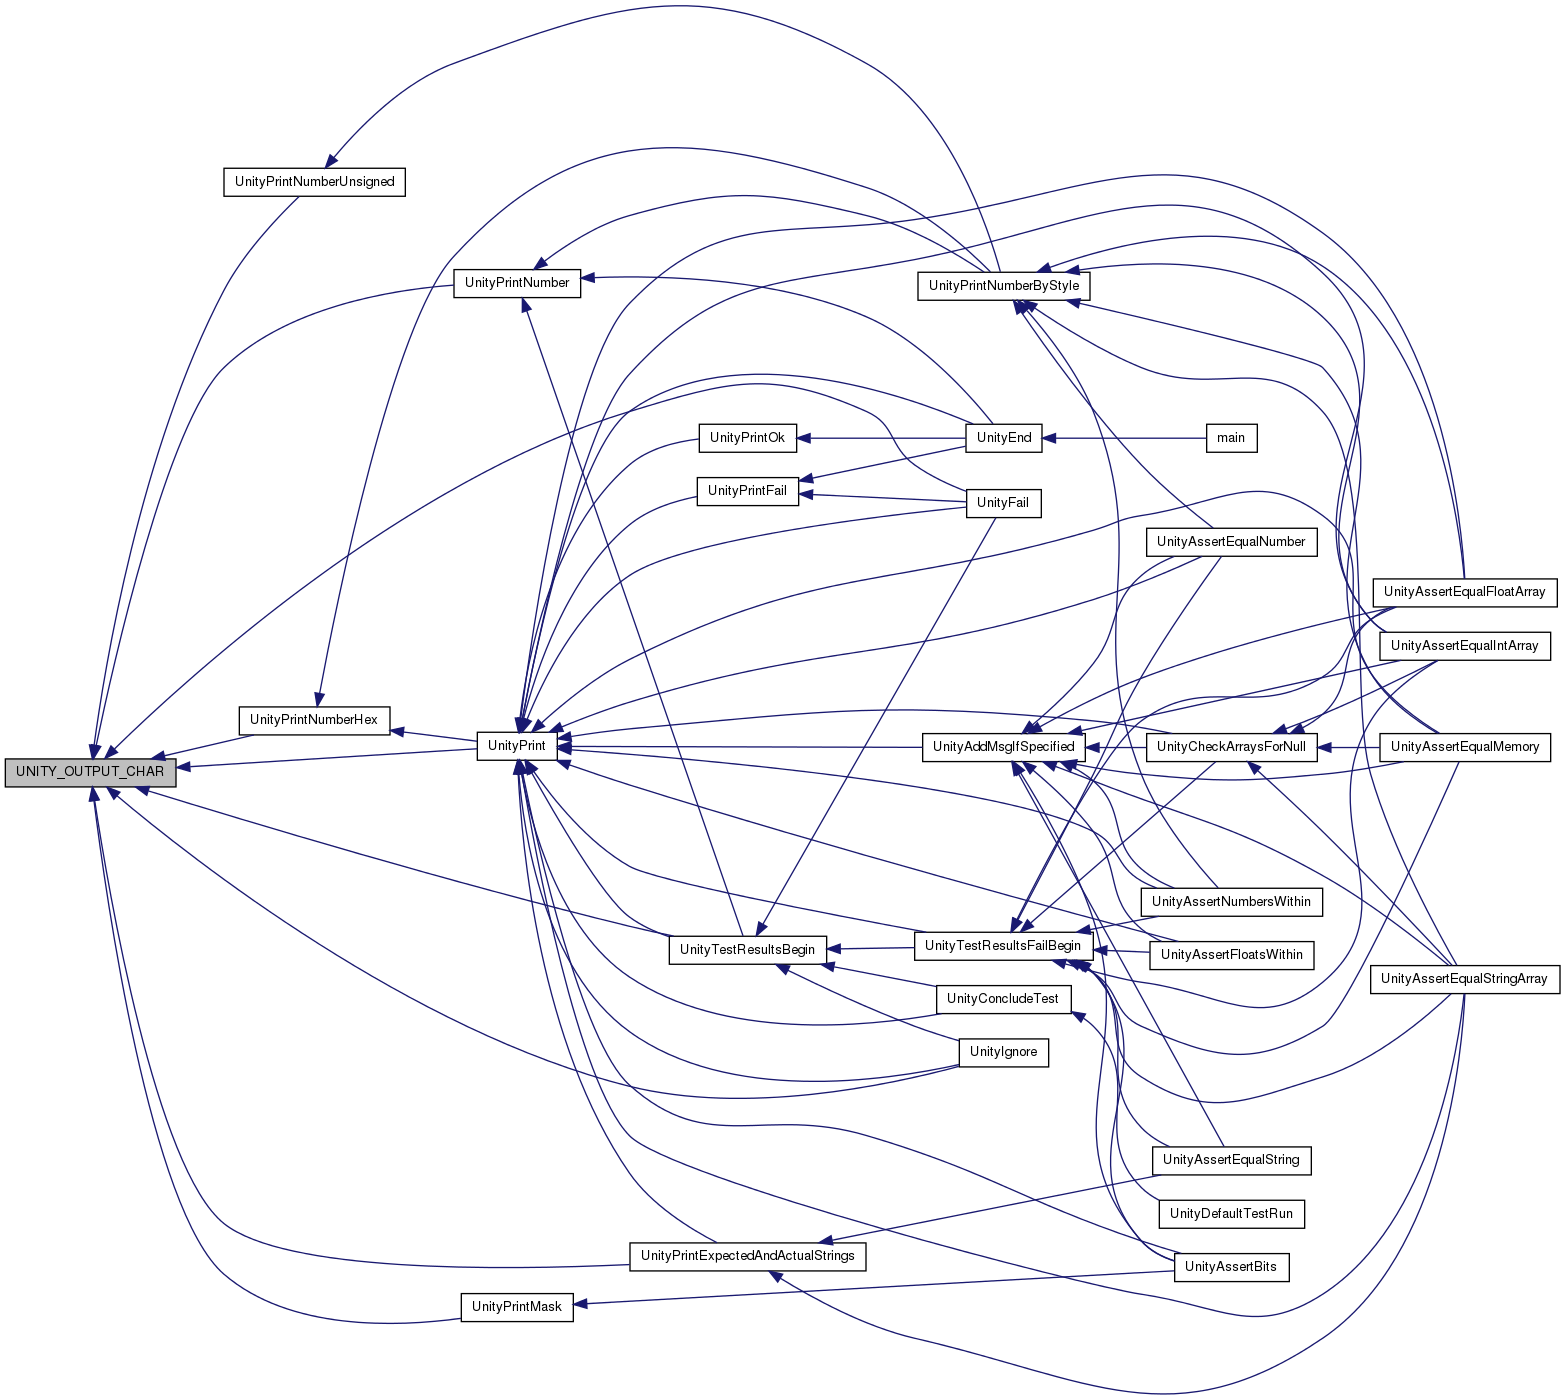 UnityPrintNumberUnsigned
UnityPrintNumber
UnityPrintNumberByStyle
UnityPrintOk
UnityEnd
main
UnityPrintFail
UnityFail
UnityAssertEqualNumber
UnityAssertEqualFloatArray
UnityAssertEqualIntArray
UnityPrintNumberHex
UnityPrint
UnityAddMsgIfSpecified
UnityCheckArraysForNull
UnityAssertEqualMemory
UNITY_OUTPUT_CHAR
UnityAssertNumbersWithin
UnityTestResultsBegin
UnityTestResultsFailBegin
UnityAssertFloatsWithin
UnityAssertEqualStringArray
UnityConcludeTest
UnityIgnore
UnityAssertEqualString
UnityDefaultTestRun
UnityPrintExpectedAndActualStrings
UnityAssertBits
UnityPrintMask